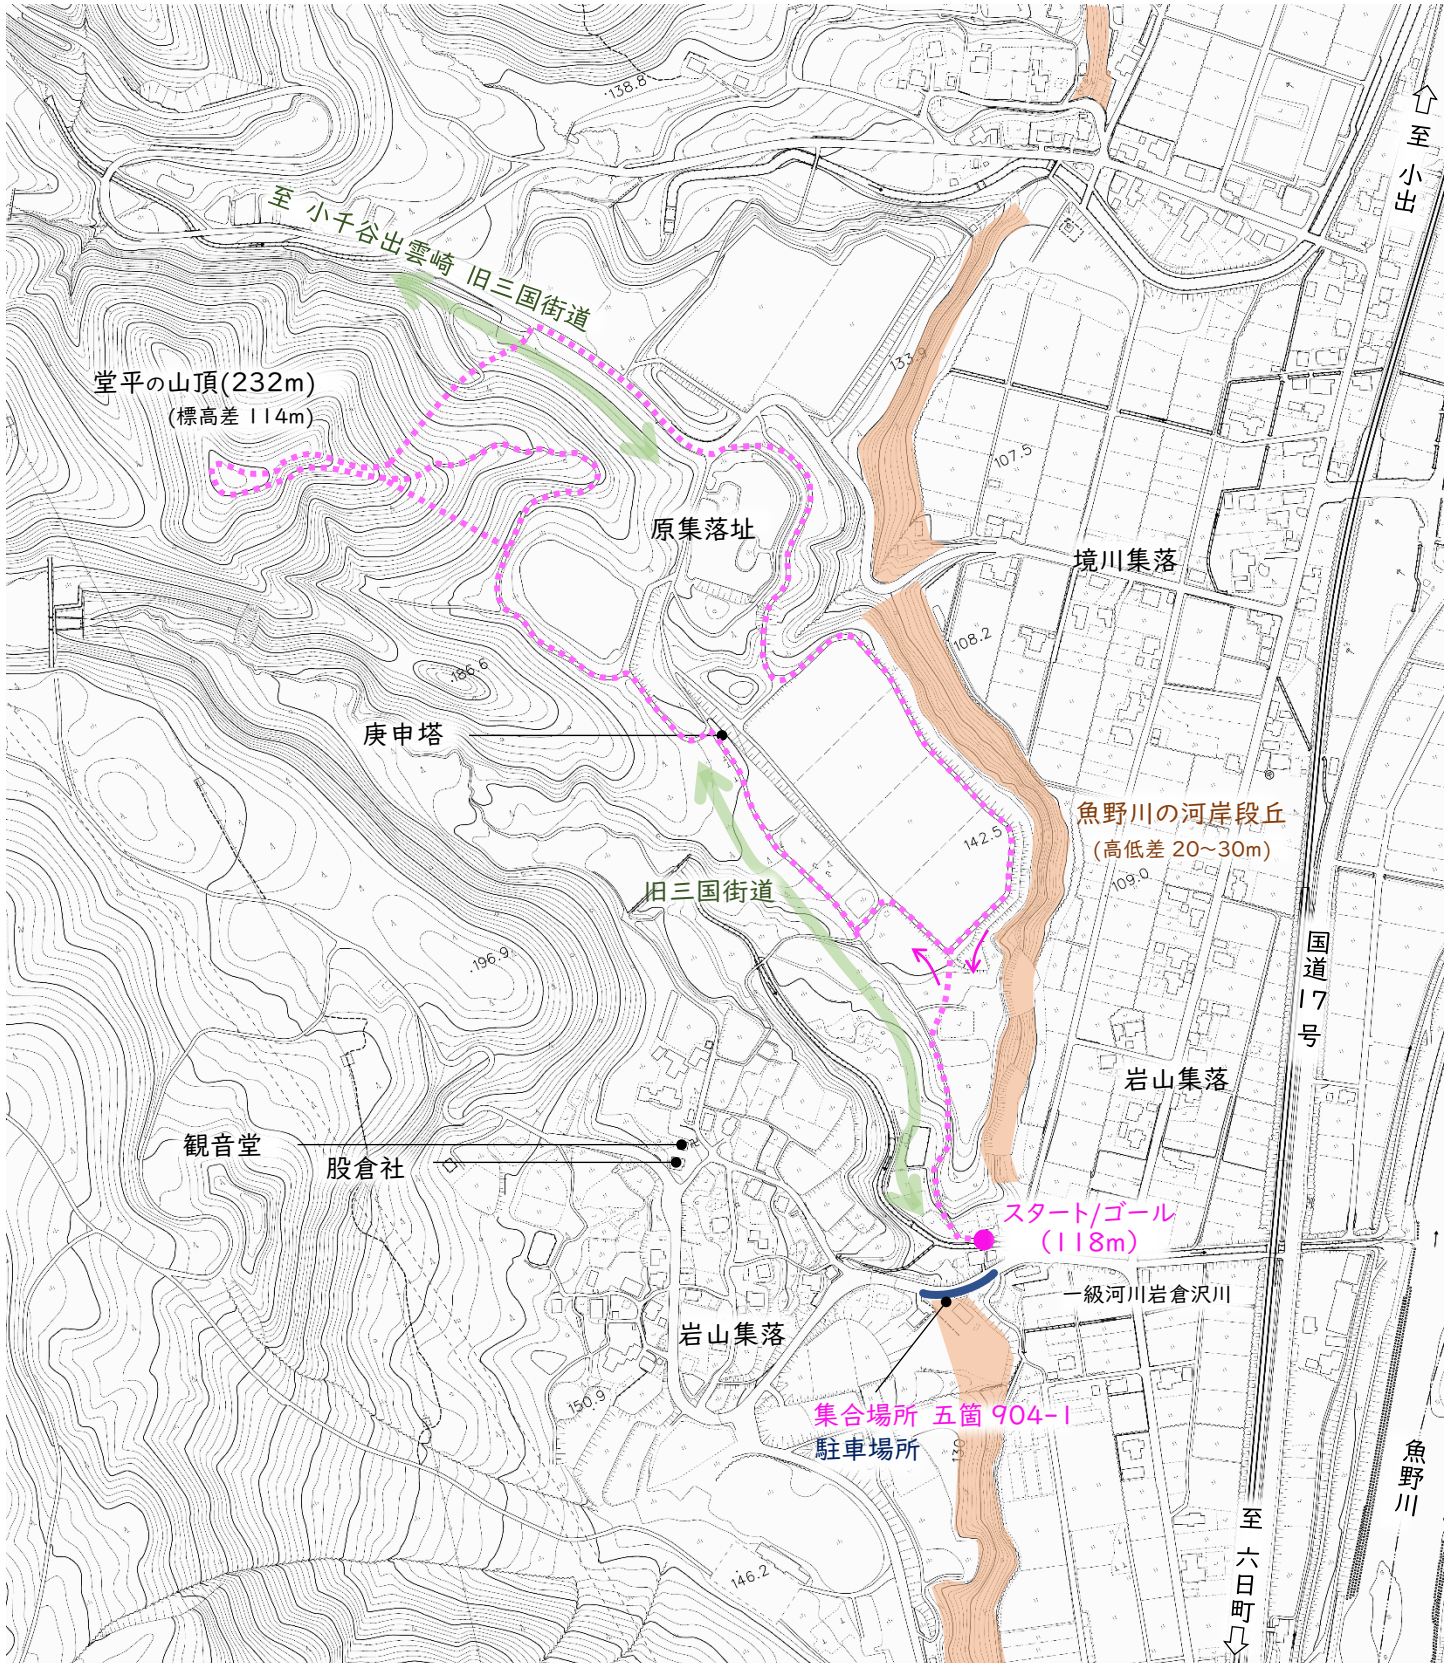 138.8
⇧至 小出
至 小千谷出雲崎 旧三国街道
133.9
堂平の山頂(232m)
(標高差 114m)
107.5
原集落址
境川集落
108.2
186.6
庚申塔
魚野川の河岸段丘
(高低差 20~30m)
142.5
109.0
旧三国街道
196.9
国道17号
岩山集落
観音堂
股倉社
スタート/ゴール
(118m)
一級河川岩倉沢川
岩山集落
150.9
集合場所 五箇 904-1
駐車場所
130
魚野川
146.2
至 六日町⇩